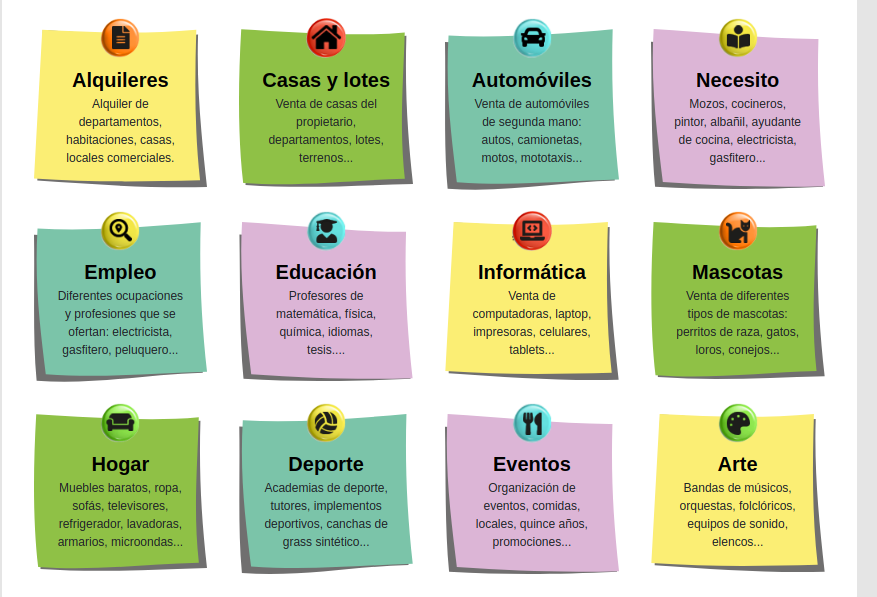 Alquileres
Alquiler de
departamentos,
habitaciones, casas,
locales comerciales.
Casas y lotes
Venta de casas del
propietario,
departamentos, lotes,
terrenos...
Automóviles
Venta de automóviles
de segunda mano:
autos, camionetas,
motos, mototaxis...
Necesito
Mozos, cocineros,
pintor, albañil, ayudante
de cocina, electricista,
gasfitero...
Empleo
Diferentes ocupaciones
y profesiones que se
ofertan: electricista,
gasfitero, peluquero...
Educación
Profesores de
matemática, física,
química, idiomas,
tesis....
Informática
Venta de
computadoras, laptop,
impresoras, celulares,
tablets...
Mascotas
Venta de diferentes
tipos de mascotas:
perritos de raza, gatos,
loros, conejos...
Hogar
Muebles baratos, ropa,
sofás, televisores,
refrigerador, lavadoras,
armarios, microondas...
Deporte
Academias de deporte,
tutores, implementos
deportivos, canchas de
grass sintético...
Eventos
Organización de
eventos, comidas,
locales, quince años,
promociones...
Arte
Bandas de músicos,
orquestas, folclóricos,
equipos de sonido,
elencos...